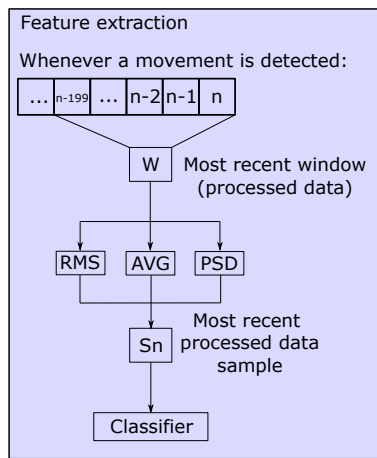 Feature extraction
Whenever a movement is detected:
... n-199 ... n-2 n-1 n
W
Most recent window
(processed data)
RMS AVG PSD
Most recent
processed data
sample
Sn
Classifier